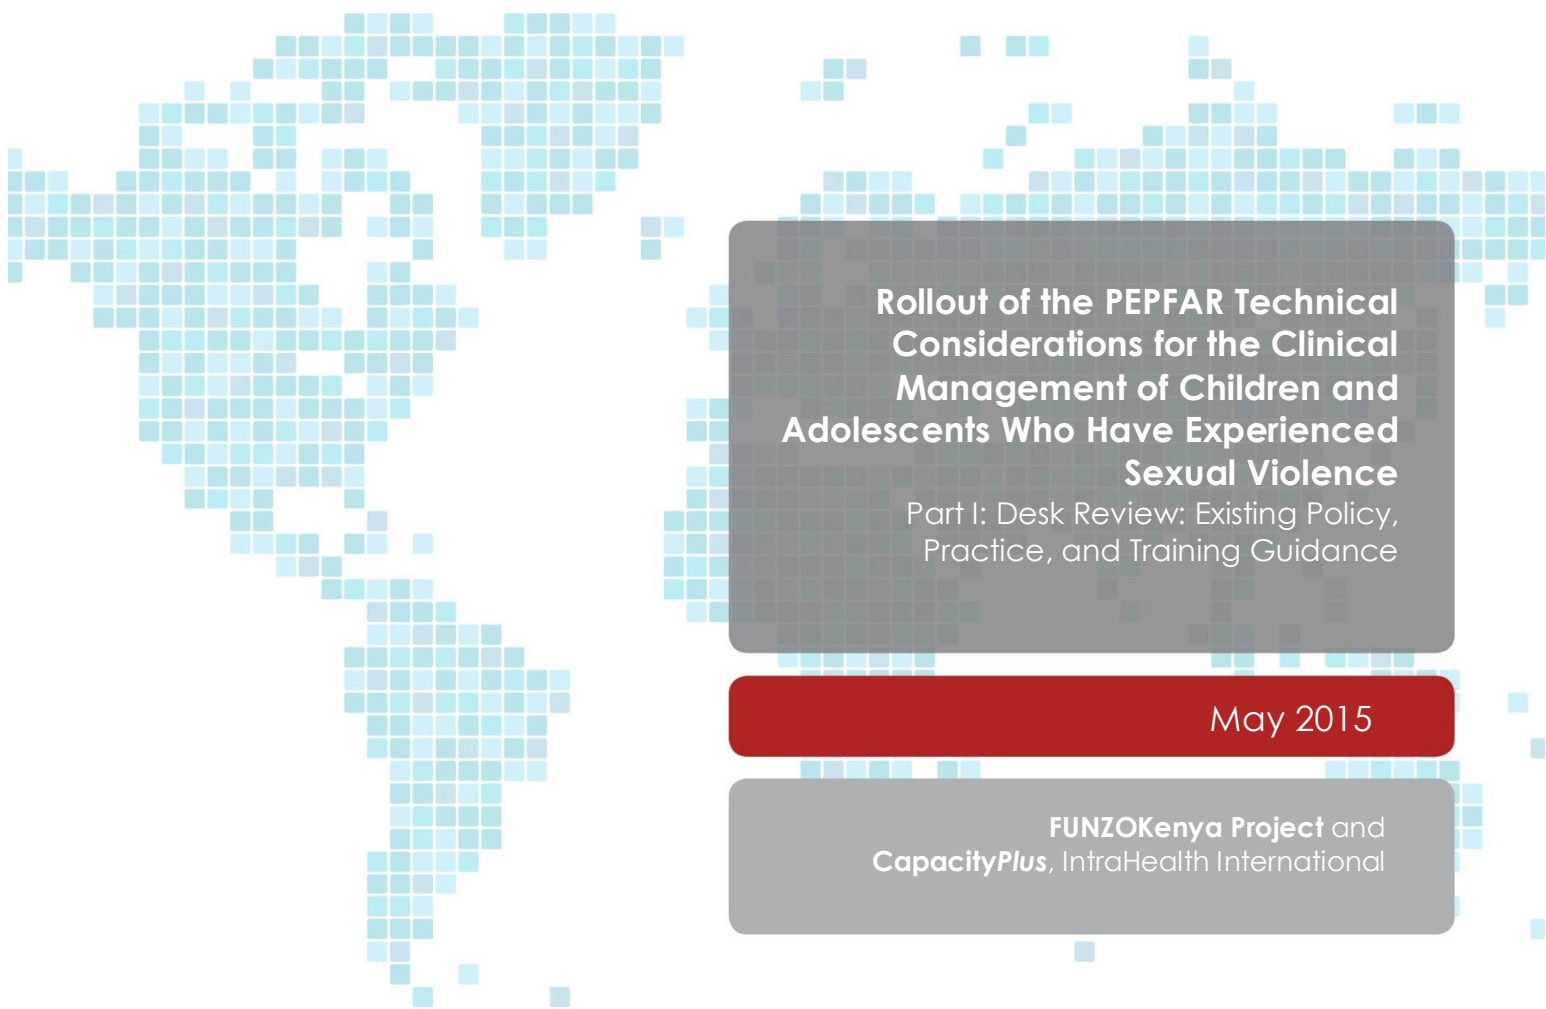 Rollout of the PEPFAR Technical
Considerations for the Clinical
Management of Children and
Adolescents Who Have Experienced
Sexual Violence
Part I: Desk Review: Existing Policy,
Practice, and Training Guidance
May 2015
FUNZOKenya Project and
CapacityPlus, IntraHealth International